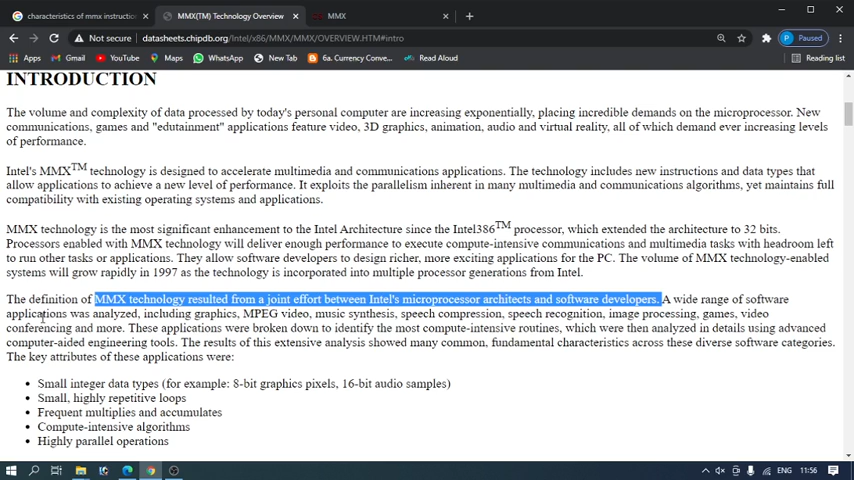 characteristics of mmx instruction
MMX(TM) Technology Overview
MMX
Not secure
datasheets.chipdb.org/Intel/x86/MMX/MMX/OVERVIEW.HTM#intro
Paused
Apps
Gmail
YouTube
Maps
WhatsApp
New Tab
6a. Currency Conve...
Read Aloud
Reading list
INTRODUCTION
The volume and complexity of data processed by today's personal computer are increasing exponentially, placing incredible demands on the microprocessor. New
communications, games and "edutainment" applications feature video, 3D graphics, animation, audio and virtual reality, all of which demand ever increasing levels
of performance.
Intel's MMXTM technology is designed to accelerate multimedia and communications applications. The technology includes new instructions and data types that
allow applications to achieve a new level of performance. It exploits the parallelism inherent in many multimedia and communications algorithms, yet maintains full
compatibility with existing operating systems and applications.
MMX technology is the most significant enhancement to the Intel Architecture since the Intel386TM processor, which extended the architecture to 32 bits.
Processors enabled with MMX technology will deliver enough performance to execute compute-intensive communications and multimedia tasks with headroom left
to run other tasks or applications. They allow software developers to design richer, more exciting applications for the PC. The volume of MMX technology-enabled
systems will grow rapidly in 1997 as the technology is incorporated into multiple processor generations from Intel.
The definition of MMX technology resulted from a joint effort between Intel's microprocessor architects and software developers. A wide range of software
applications was analyzed, including graphics, MPEG video, music synthesis, speech compression, speech recognition, image processing, games, video
conferencing and more. These applications were broken down to identify the most compute-intensive routines, which were then analyzed in details using advanced
computer-aided engineering tools. The results of this extensive analysis showed many common, fundamental characteristics across these diverse software categories.
The key attributes of these applications were:
• Small integer data types (for example: 8-bit graphics pixels, 16-bit audio samples)
• Small, highly repetitive loops
• Frequent multiplies and accumulates
• Compute-intensive algorithms
• Highly parallel operations
ENG
11:56